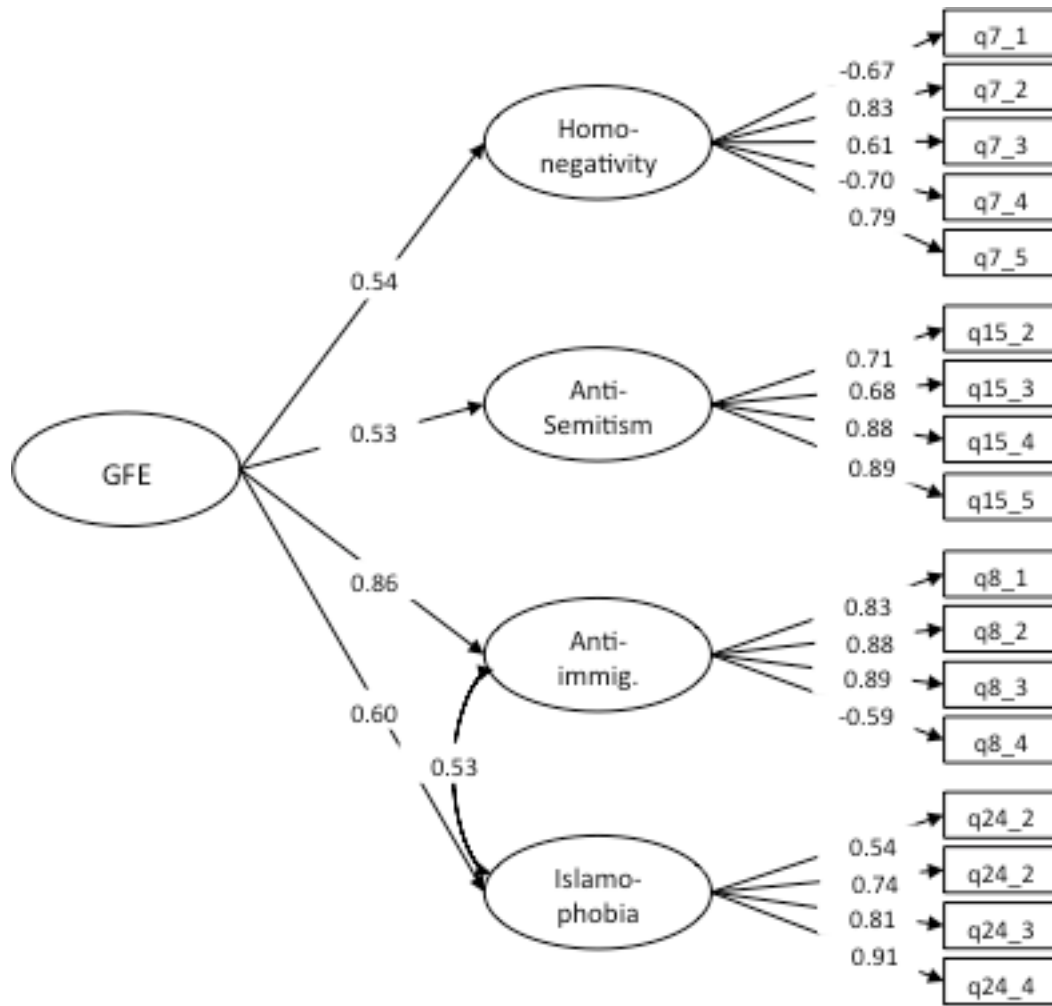 q7_1
-0.67
q7_2
0.83
Homo-
negativity
0.61
q7_3
-0.70
q7_4
0.79
q7_5
0.54
q15_2
0.71
q15_3
0.68
Anti-
Semitism
0.88
q15_4
0.53
0.89
q15_5
GFE
q8_1
0.86
0.83
q8_2
0.88
Anti-
immig.
0.89
q8_3
-0.59
q8_4
0.60
0.53
q24_2
0.54
q24_2
0.74
Islamo-
phobia
0.81
q24_3
0.91
q24_4